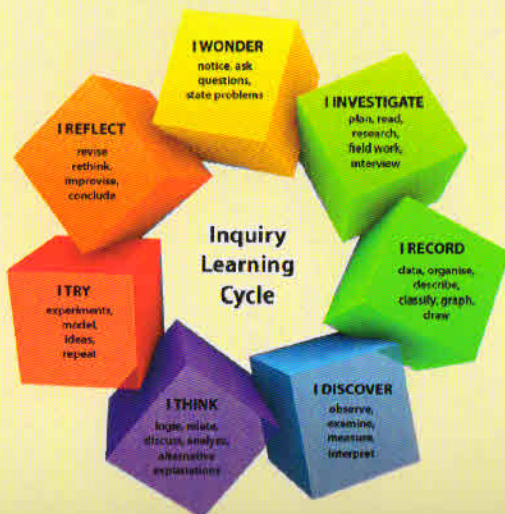 I WONDER
notice, ask
questions,
state problems
I INVESTIGATE
plan, read,
research,
field work,
interview
I RECORD
data, organise,
describe,
classify, graph,
draw
I DISCOVER
observe,
examine,
measure,
interpret
I THINK
logic, relate,
discuss, analyse,
alternative
explanations
I TRY
experiments,
model,
ideas,
repeat
I REFLECT
revise
rethink,
improvise,
conclude
Inquiry
Learning
Cycle